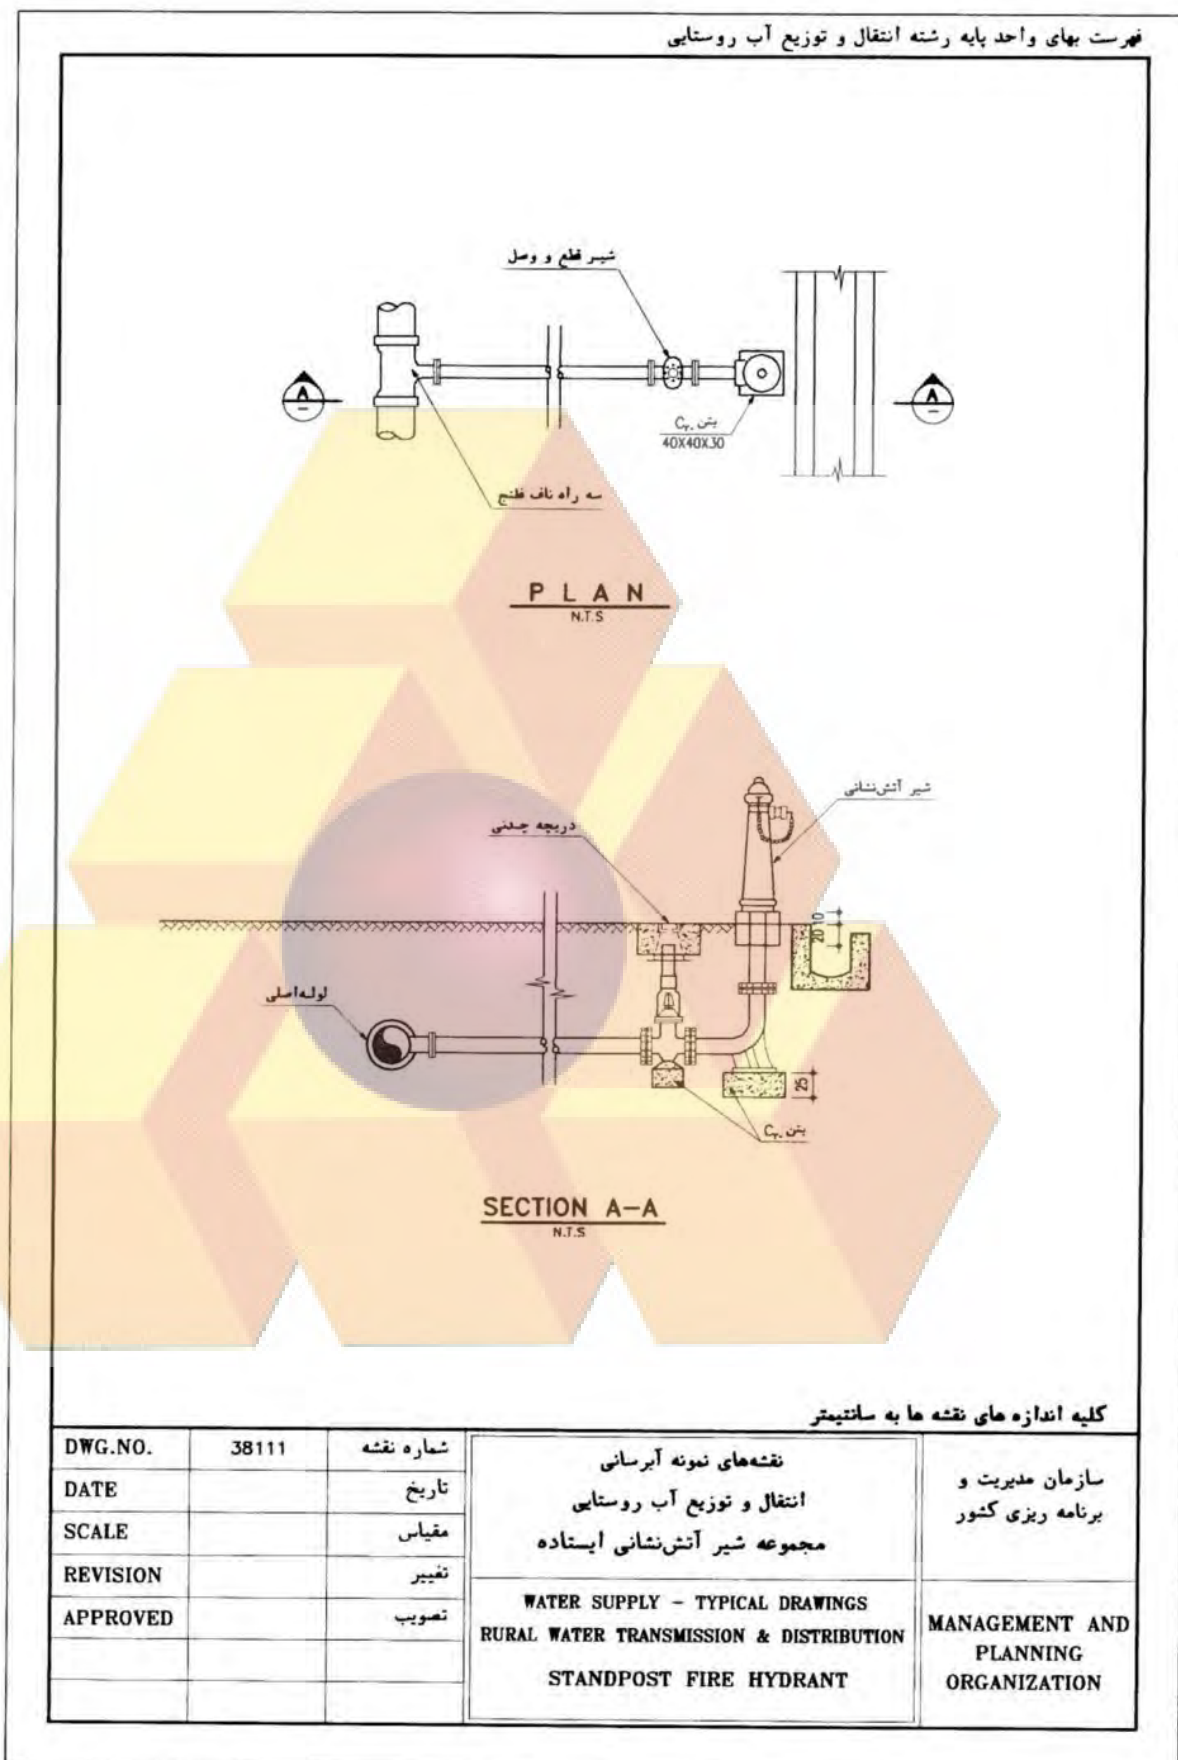 فهرست بهای واحد پایه رشته انتقال و توزیع آب روستایی
شیر قطع و وصل
A
–
A
–
بتن C۲۰
40X40X30
سه راه ناف فلنج
PLAN
N.T.S
شیر آتش‌نشانی
دریچه چدنی
10
20
لوله‌اصلی
25
بتن C۲۰
SECTION A–A
N.T.S
کلیه اندازه های نقشه ها به سانتیمتر
DWG.NO. 38111 شماره نقشه
DATE تاریخ
SCALE مقیاس
REVISION تغییر
APPROVED تصویب
نقشه‌های نمونه آبرسانی
انتقال و توزیع آب روستایی
مجموعه شیر آتش‌نشانی ایستاده
WATER SUPPLY – TYPICAL DRAWINGS
RURAL WATER TRANSMISSION & DISTRIBUTION
STANDPOST FIRE HYDRANT
سازمان مدیریت و
برنامه ریزی کشور
MANAGEMENT AND
PLANNING
ORGANIZATION